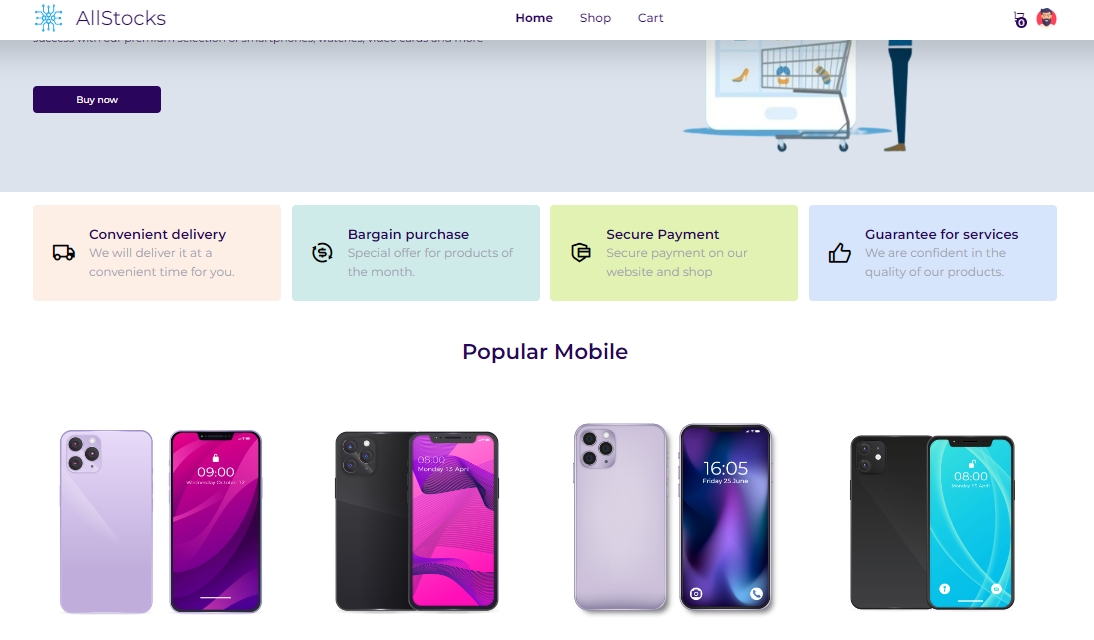 AllStocks
Home Shop Cart
0
success with our premium selection of smartphones, watches, video cards and more
Buy now
Convenient delivery
We will deliver it at a
convenient time for you.
Bargain purchase
Special offer for products of
the month.
Secure Payment
Secure payment on our
website and shop
Guarantee for services
We are confident in the
quality of our products.
Popular Mobile
09:00
Wednesday October 12
05:00
Monday 13 April
16:05
Friday 25 June
08:00
Monday 13 April